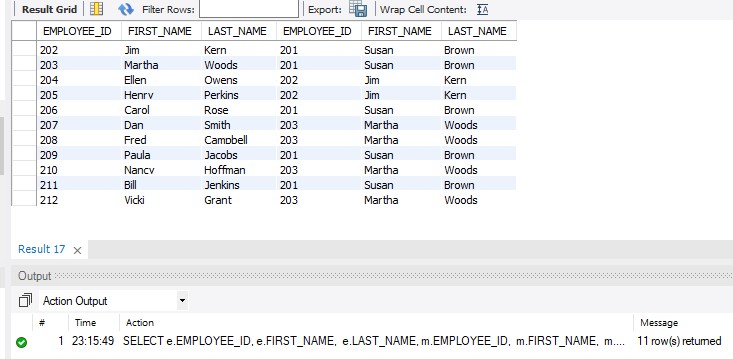 Result Grid Filter Rows: Export: Wrap Cell Content:
EMPLOYEE_ID FIRST_NAME LAST_NAME EMPLOYEE_ID FIRST_NAME LAST_NAME
202 Jim Kern 201 Susan Brown
203 Martha Woods 201 Susan Brown
204 Ellen Owens 202 Jim Kern
205 Henry Perkins 202 Jim Kern
206 Carol Rose 201 Susan Brown
207 Dan Smith 203 Martha Woods
208 Fred Campbell 203 Martha Woods
209 Paula Jacobs 201 Susan Brown
210 Nancy Hoffman 203 Martha Woods
211 Bill Jenkins 201 Susan Brown
212 Vicki Grant 203 Martha Woods
Result 17
Output
Action Output
# Time Action Message
1 23:15:49 SELECT e.EMPLOYEE_ID, e.FIRST_NAME, e.LAST_NAME, m.EMPLOYEE_ID, m.FIRST_NAME, m.... 11 row(s) returned